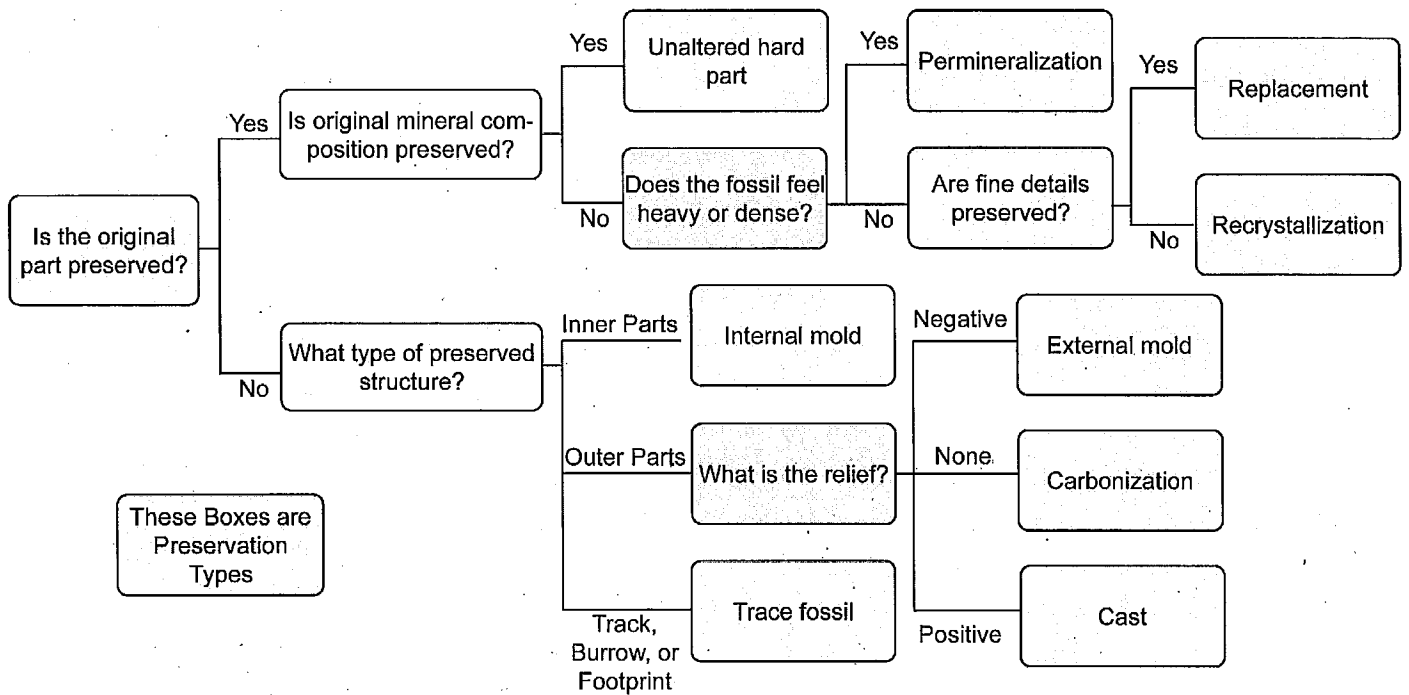 Yes
Unaltered hard
part
Yes
Permineralization
Yes
Replacement
Yes
Is original mineral com-
position preserved?
No
Does the fossil feel
heavy or dense?
No
Are fine details
preserved?
No
Recrystallization
Is the original
part preserved?
No
What type of preserved
structure?
Inner Parts
Internal mold
Negative
External mold
Outer Parts
What is the relief?
None
Carbonization
Track,
Burrow, or
Footprint
Trace fossil
Positive
Cast
These Boxes are
Preservation
Types